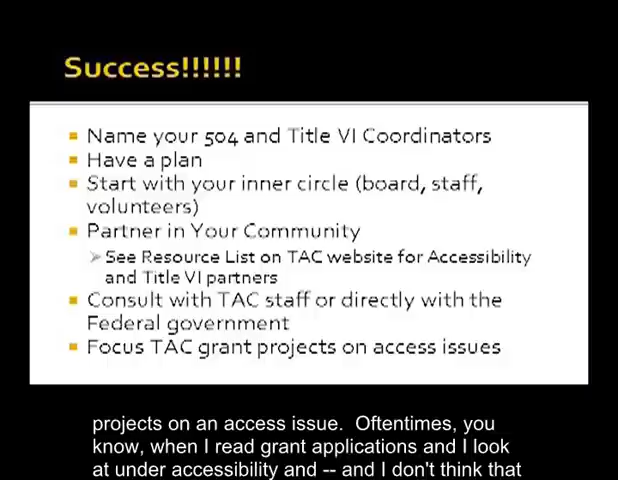 Success!!!!!!
Name your 504 and Title VI Coordinators
Have a plan
Start with your inner circle (board, staff,
volunteers)
Partner in Your Community
See Resource List on TAC website for Accessibility
and Title VI partners
Consult with TAC staff or directly with the
Federal government
Focus TAC grant projects on access issues
projects on an access issue.  Oftentimes, you
know, when I read grant applications and I look
at under accessibility and -- and I don't think that